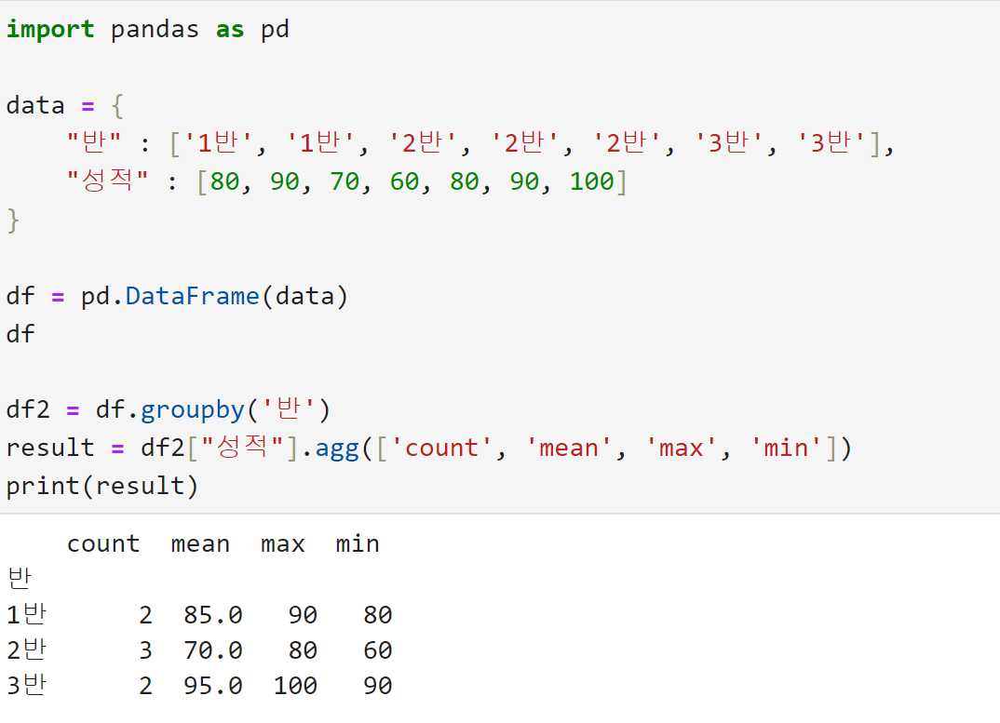 import pandas as pd
data = {
"반" : ['1반', '1반', '2반', '2반', '2반', '3반', '3반'],
"성적" : [80, 90, 70, 60, 80, 90, 100]
}
df = pd.DataFrame(data)
df
df2 = df.groupby('반')
result = df2["성적"].agg(['count', 'mean', 'max', 'min'])
print(result)
count mean max min
반
1반 2 85.0 90 80
2반 3 70.0 80 60
3반 2 95.0 100 90